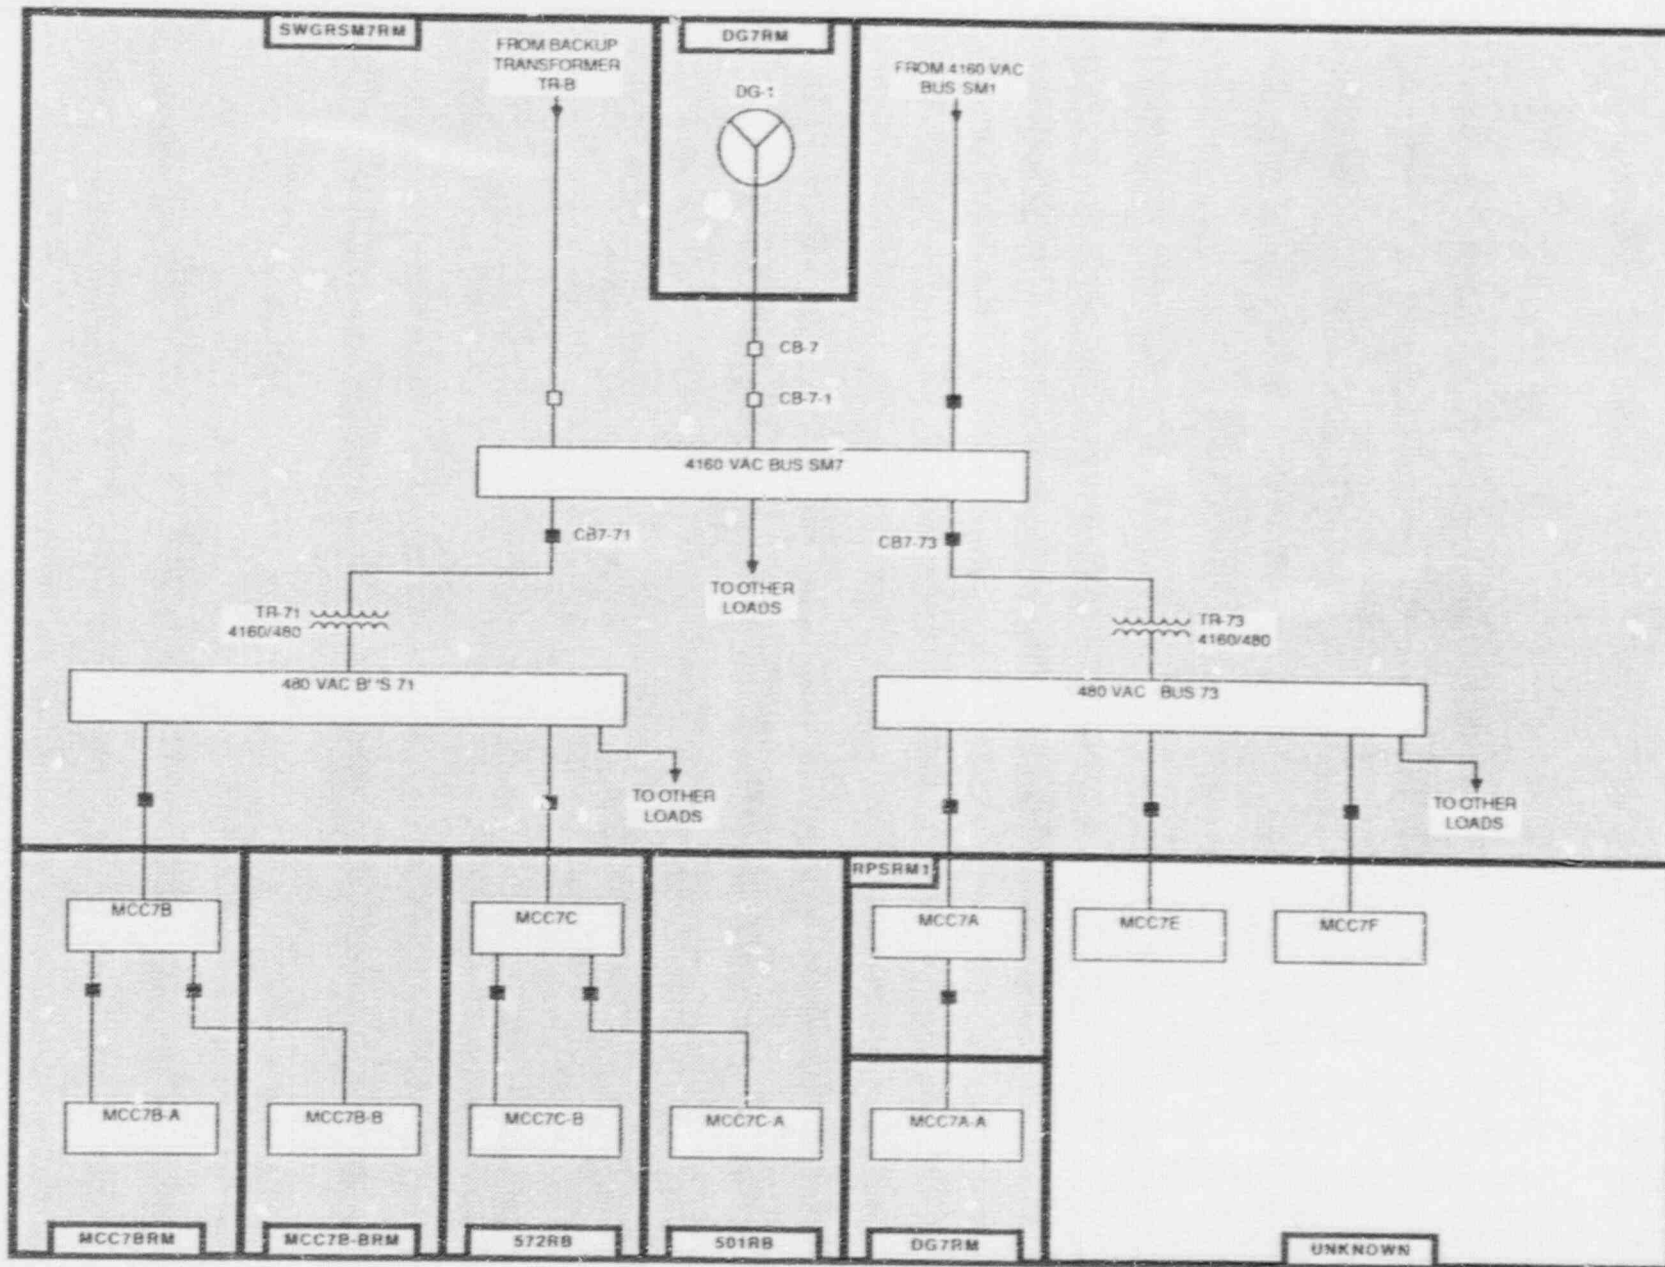 SWGRSM7RM
FROM BACKUP
TRANSFORMER
TR-B
DG7RM
DG-1
FROM 4160 VAC
BUS SM1
CB-7
CB-7-1
4160 VAC BUS SM7
CB7-71
CB7-73
TO OTHER
LOADS
TR-71
4160/480
TR-73
4160/480
480 VAC 71
480 VAC BUS 73
TO OTHER
LOADS
TO OTHER
LOADS
RPSRM1
MCC7B
MCC7C
MCC7A
MCC7E
MCC7F
MCC7B-A
MCC7B-B
MCC7C-B
MCC7C-A
MCC7A-A
MCC7BRM
MCC7B-BRM
572RB
501RB
DG7RM
UNKNOWN